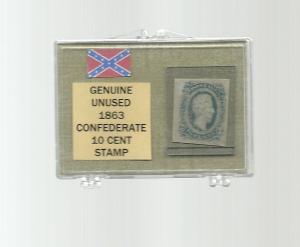 GENUINE
UNUSED
1863
CONFEDERATE
10 CENT
STAMP